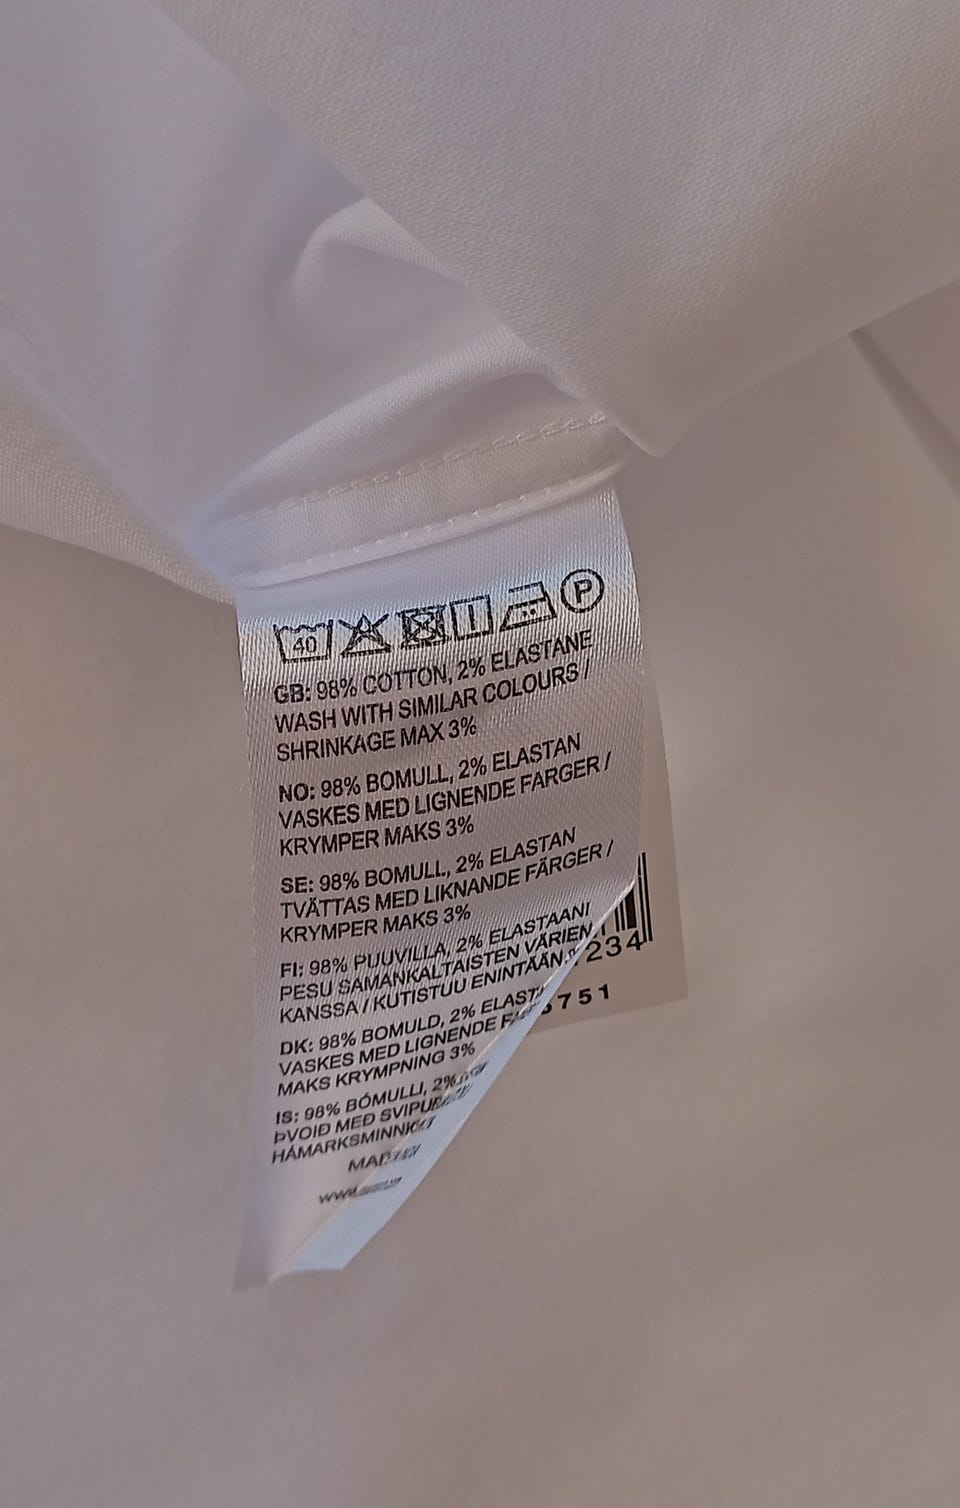 40 P
GB: 98% COTTON, 2% ELASTANE
WASH WITH SIMILAR COLOURS /
SHRINKAGE MAX 3%
NO: 98% BOMULL, 2% ELASTAN
VASKES MED LIGNENDE FARGER /
KRYMPER MAKS 3%
SE: 98% BOMULL, 2% ELASTAN
TVÄTTAS MED LIKNANDE FÄRGER /
KRYMPER MAKS 3%
FI: 98% PUUVILLA, 2% ELASTAANI
PESU SAMANKALTAISTEN VÄRIEN
KANSSA / KUTISTUU ENINTÄÄN
DK: 98% BOMULD, 2%
VASKES MED LIGNENDE
MAKS KRYMPNING 3%
IS: 98% BÓMULLI, 2%
ÞVOIÐ MEÐ
234
751